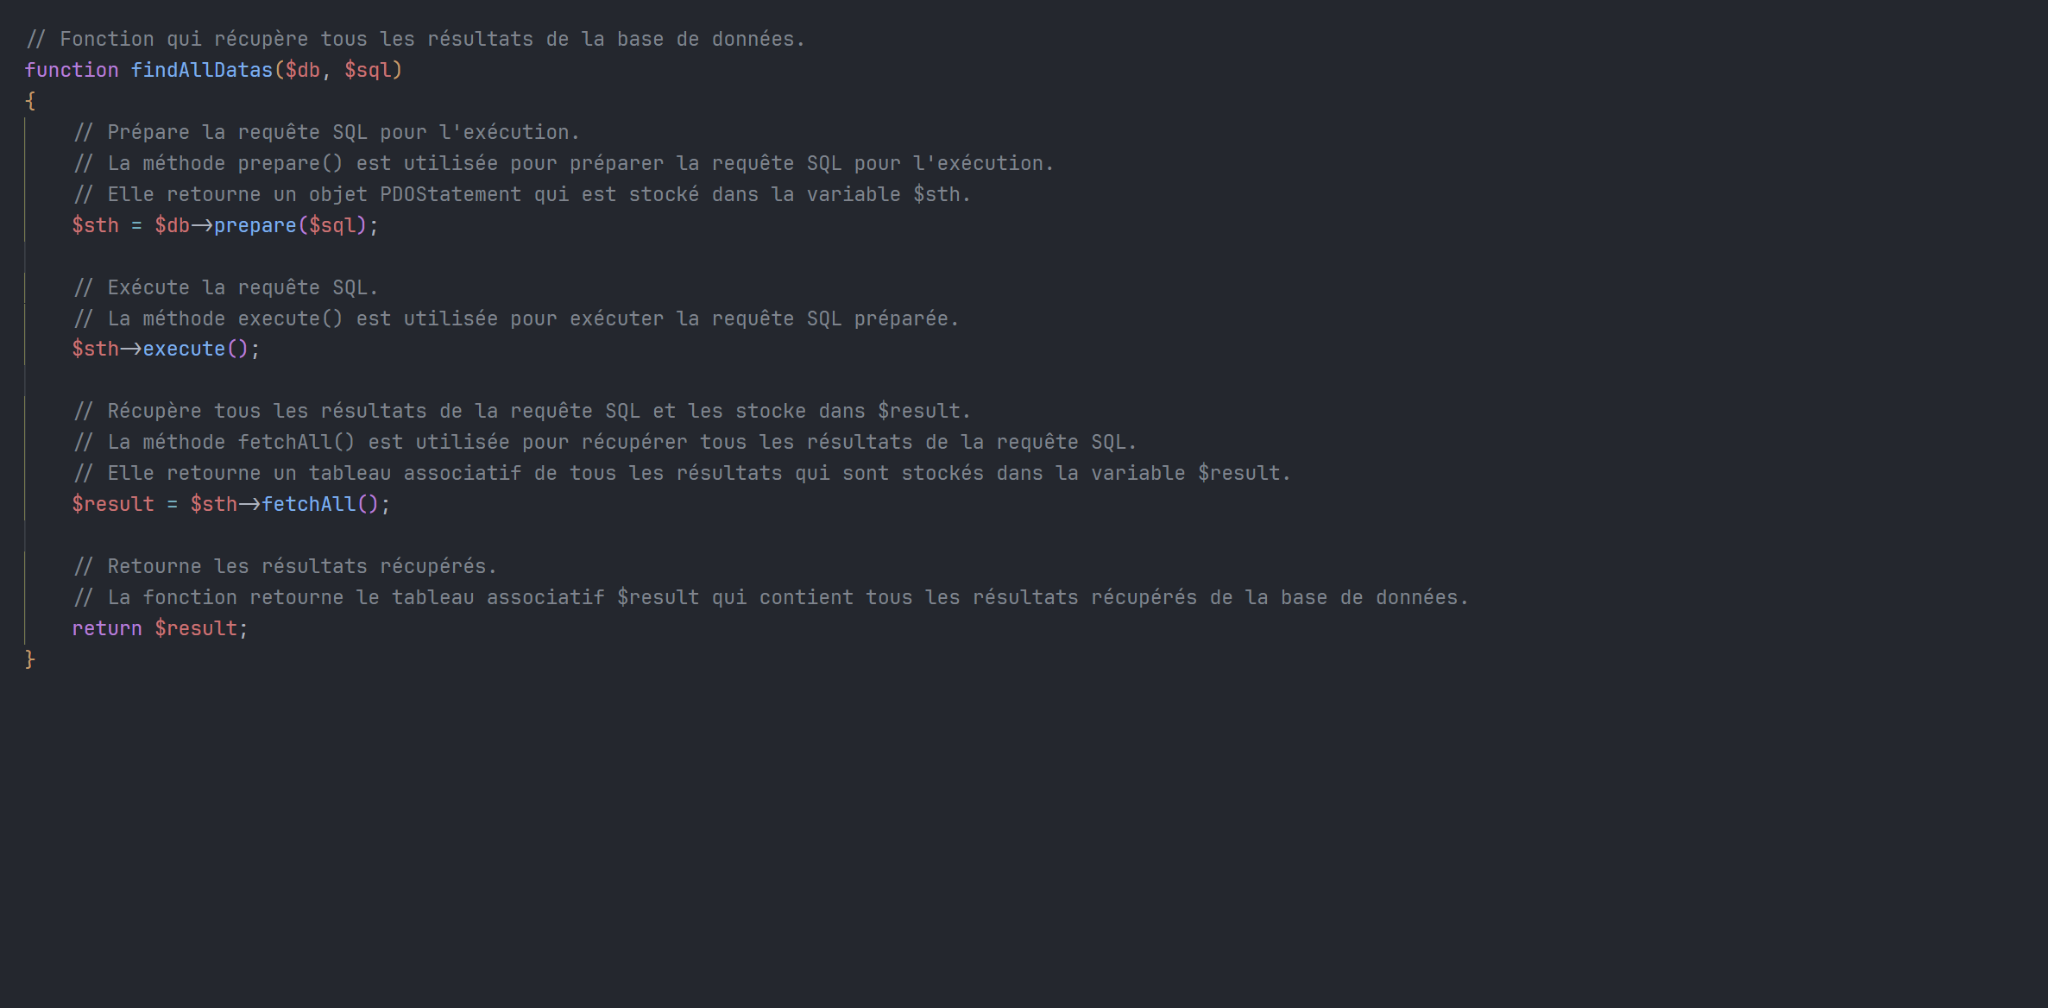 // Fonction qui récupère tous les résultats de la base de données.
function findAllDatas($db, $sql)
{
    // Prépare la requête SQL pour l'exécution.
    // La méthode prepare() est utilisée pour préparer la requête SQL pour l'exécution.
    // Elle retourne un objet PDOStatement qui est stocké dans la variable $sth.
    $sth = $db->prepare($sql);

    // Exécute la requête SQL.
    // La méthode execute() est utilisée pour exécuter la requête SQL préparée.
    $sth->execute();

    // Récupère tous les résultats de la requête SQL et les stocke dans $result.
    // La méthode fetchAll() est utilisée pour récupérer tous les résultats de la requête SQL.
    // Elle retourne un tableau associatif de tous les résultats qui sont stockés dans la variable $result.
    $result = $sth->fetchAll();

    // Retourne les résultats récupérés.
    // La fonction retourne le tableau associatif $result qui contient tous les résultats récupérés de la base de données.
    return $result;
}